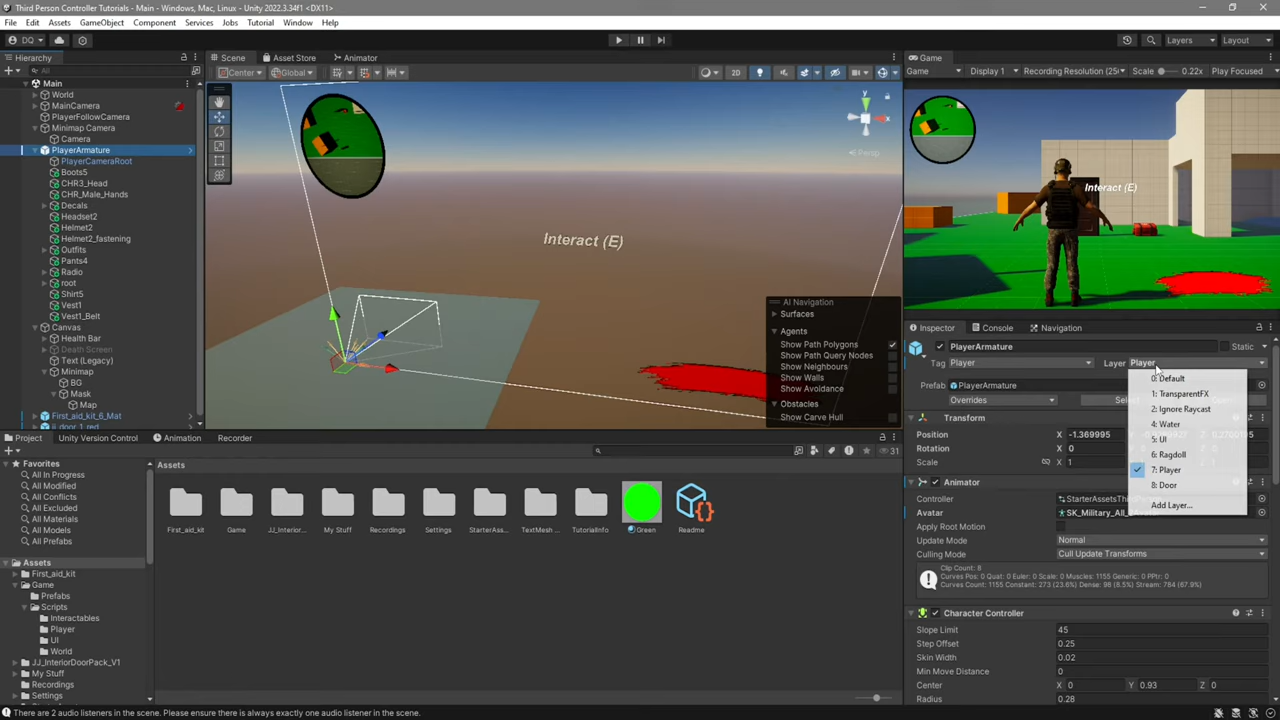 Third Person Controller Tutorials - Main - Windows, Mac, Linux - Unity 2022.3.34f1 <DX11>
File Edit Assets GameObject Component Services Jobs Tutorial Window Help
DQ Layers Layout
Hierarchy
All
Main
World
MainCamera
PlayerFollowCamera
Minimap Camera
Camera
PlayerArmature
PlayerCameraRoot
Boots5
CHR3_Head
CHR_Male_Hands
Decals
Headset2
Helmet2
Helmet2_fastening
Outfits
Pants4
Radio
root
Shirt5
Vest1
Vest1_Belt
Canvas
Health Bar
Death Screen
Text (Legacy)
Minimap
BG
Mask
Map
First_aid_kit_6_Mat
jj_door_1_red
Scene Asset Store Animator
Center Global 2D
y
x
Persp
Interact (E)
AI Navigation
Surfaces
Agents
Show Path Polygons
Show Path Query Nodes
Show Neighbours
Show Walls
Show Avoidance
Obstacles
Show Carve Hull
Game
Game Display 1 Recording Resolution (25 Scale 0.22x Play Focused
Interact (E)
Inspector Console Navigation
PlayerArmature Static
Tag Player Layer Player
0: Default
1: TransparentFX
2: Ignore Raycast
4: Water
5: UI
6: Ragdoll
7: Player
8: Door
Add Layer...
Prefab PlayerArmature
Overrides
Transform
Position X -1.369995
Rotation X 0
Scale X 1
Animator
Controller StarterAssetsThi
Avatar SK_Military_All
Apply Root Motion
Update Mode Normal
Culling Mode Cull Update Transforms
Clip Count: 8
Curves Pos: 0 Quat: 0 Euler: 0 Scale: 0 Muscles: 1155 Generic: 0 PPtr: 0
Curves Count: 1155 Constant: 273 (23.6%) Dense: 98 (8.5%) Stream: 784 (67.9%)
Character Controller
Slope Limit 45
Step Offset 0.25
Skin Width 0.02
Min Move Distance 0
Center X 0 Y 0.93 Z 0
Radius 0.28
Project Version Control Animation Recorder
31
Favorites
All In Progress
All Modified
All Conflicts
All Excluded
All Materials
All Models
All Prefabs
Assets
First_aid_kit
Game
Prefabs
Scripts
Interactables
Player
UI
World
JJ_InteriorDoorPack_V1
My Stuff
Recordings
Settings
Assets
First_aid_kit Game JJ_Interior... My Stuff Recordings Settings StarterAss... TextMesh ... TutorialInfo Green Readme
There are 2 audio listeners in the scene. Please ensure there is always exactly one audio listener in the scene.